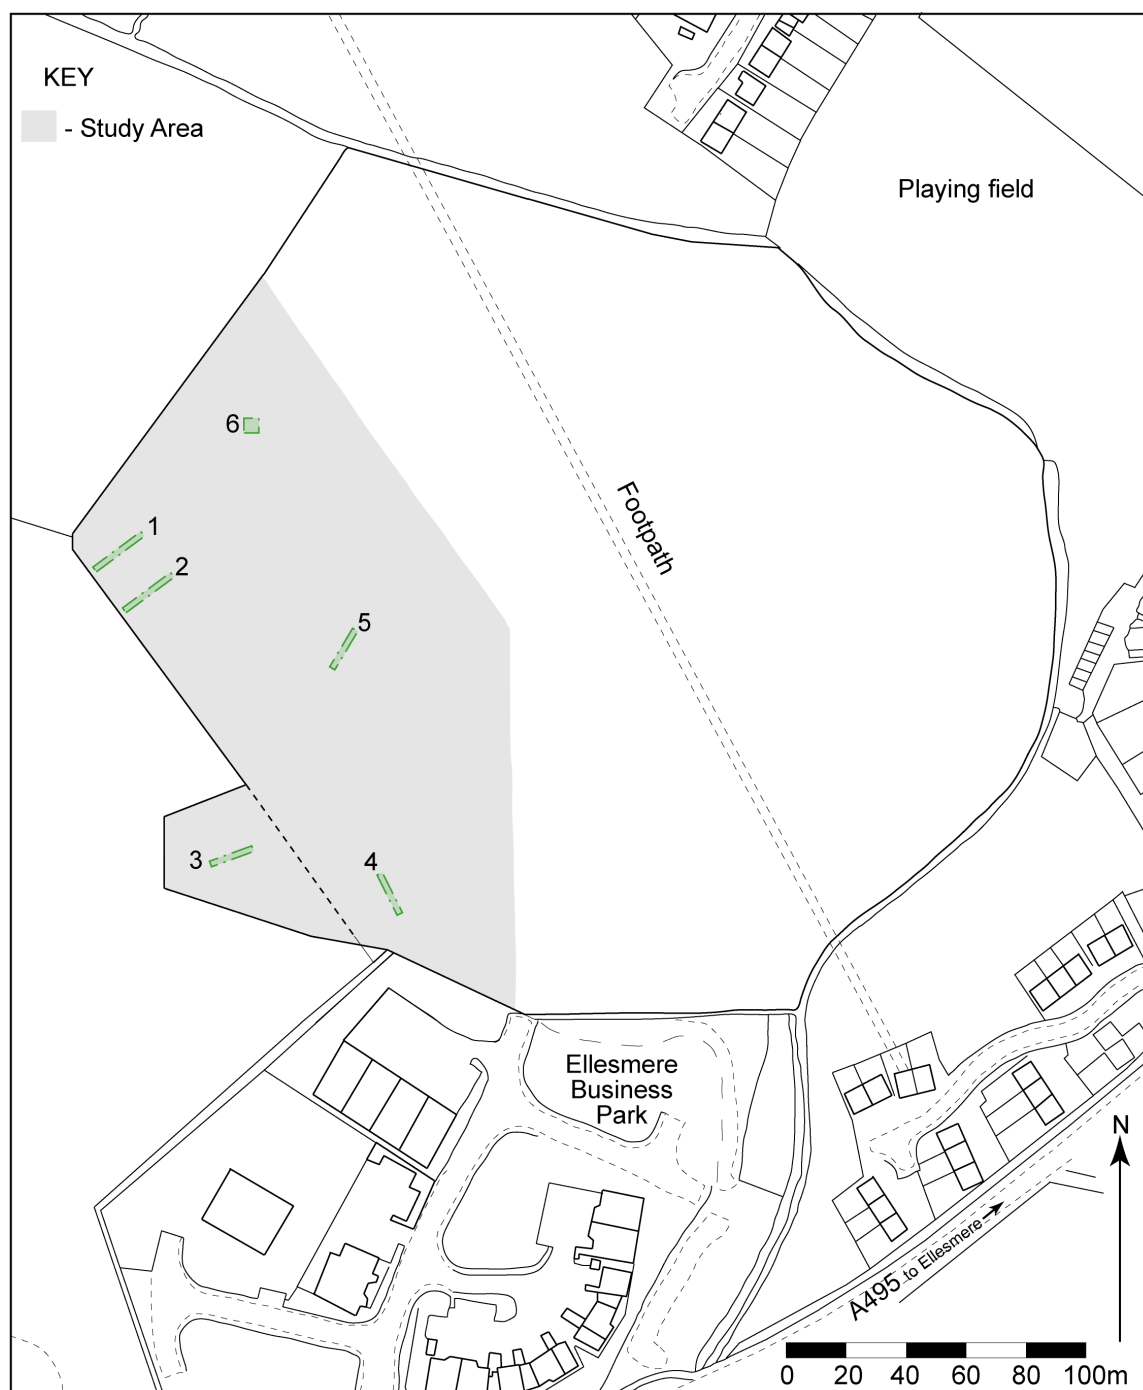 KEY
- Study Area
Playing field
6
Footpath
1
2
5
3
4
Ellesmere
Business
Park
N
A495 to Ellesmere
0 20 40 60 80 100m